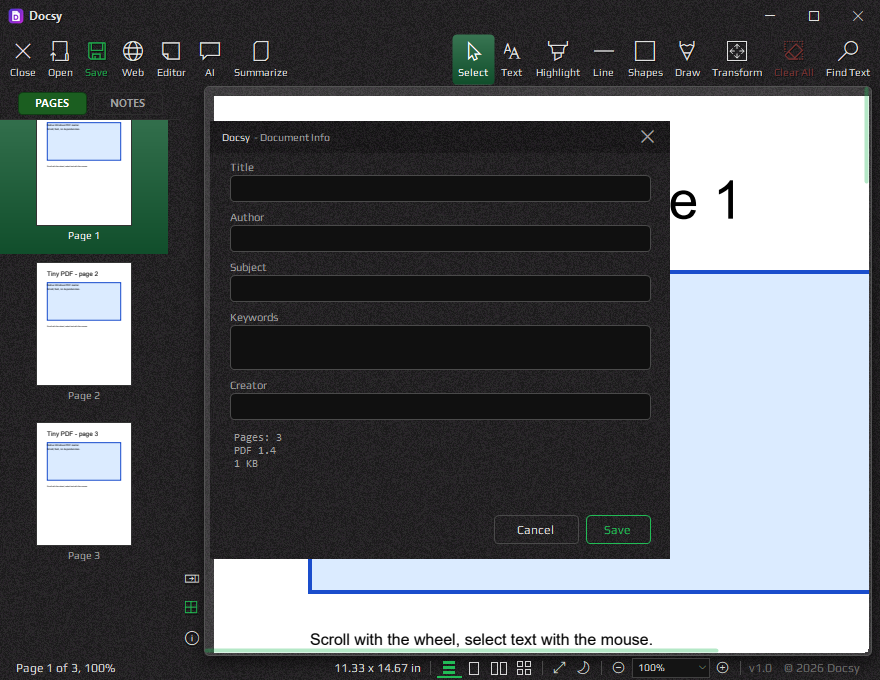 Docsy
Close
Open
Save
Web
Editor
AI
Summarize
Select
Text
Highlight
Line
Shapes
Draw
Transform
Clear All
Find Text
PAGES
NOTES
Page 1
Tiny PDF - page 2
Page 2
Tiny PDF - page 3
Page 3
e 1
Docsy - Document Info
Title
Author
Subject
Keywords
Creator
Pages: 3
PDF 1.4
1 KB
Cancel
Save
Scroll with the wheel, select text with the mouse.
Page 1 of 3, 100%
11.33 x 14.67 in
100%
v1.0
© 2026 Docsy